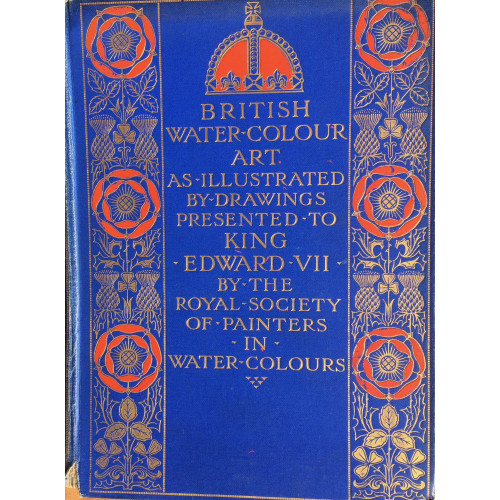 BRITISH
WATER-COLOUR
ART.
AS·ILLUSTRATED
BY·DRAWINGS
PRESENTED·TO
KING
·EDWARD·VII·
BY·THE
ROYAL·SOCIETY
OF·PAINTERS
·IN·
WATER·COLOURS